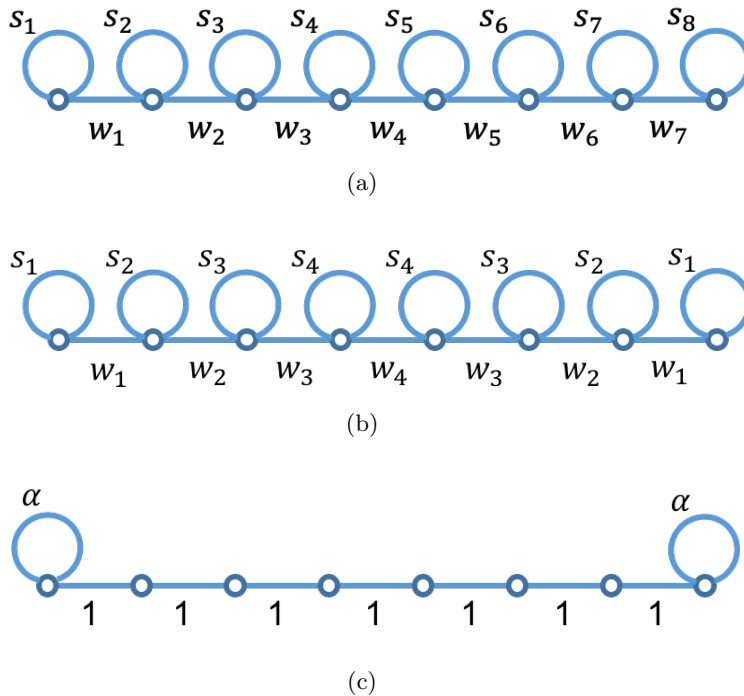 s₁ s₂ s₃ s₄ s₅ s₆ s₇ s₈
w₁ w₂ w₃ w₄ w₅ w₆ w₇
(a)
s₁ s₂ s₃ s₄ s₄ s₃ s₂ s₁
w₁ w₂ w₃ w₄ w₃ w₂ w₁
(b)
α α
1 1 1 1 1 1 1
(c)